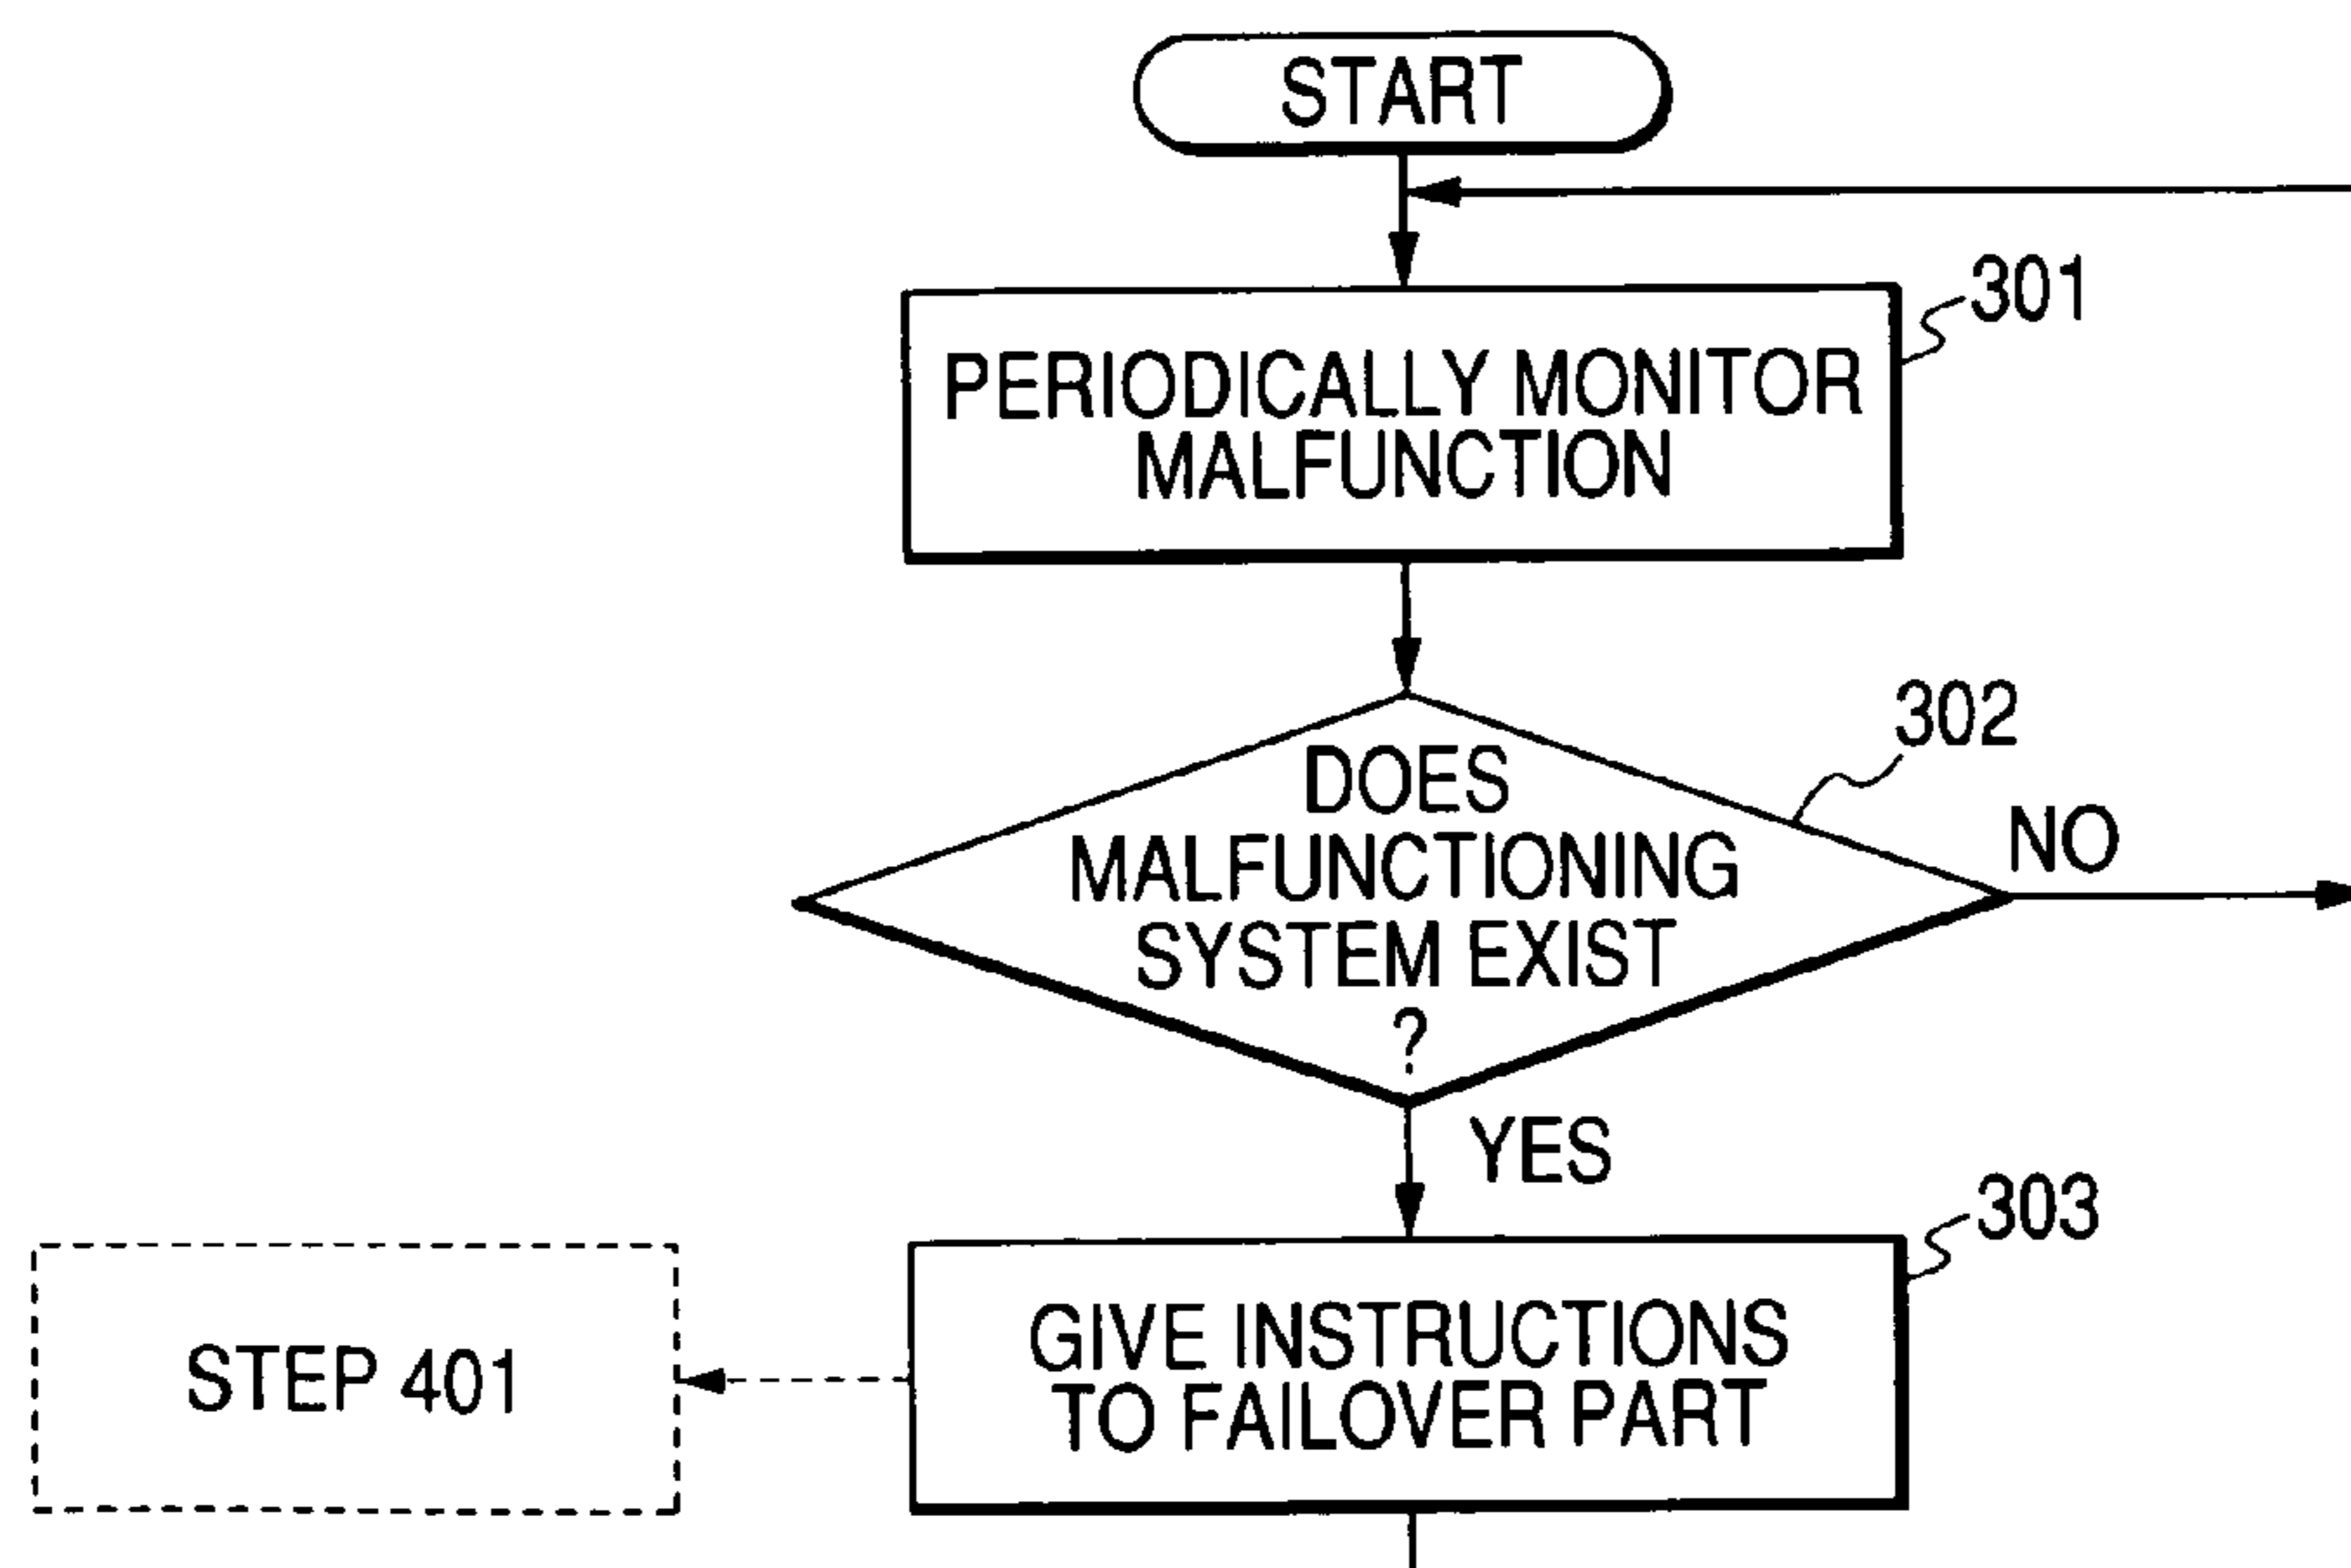 START
301
PERIODICALLY MONITOR
MALFUNCTION
302
DOES
MALFUNCTIONING
SYSTEM EXIST
?
NO
YES
303
GIVE INSTRUCTIONS
TO FAILOVER PART
STEP 401